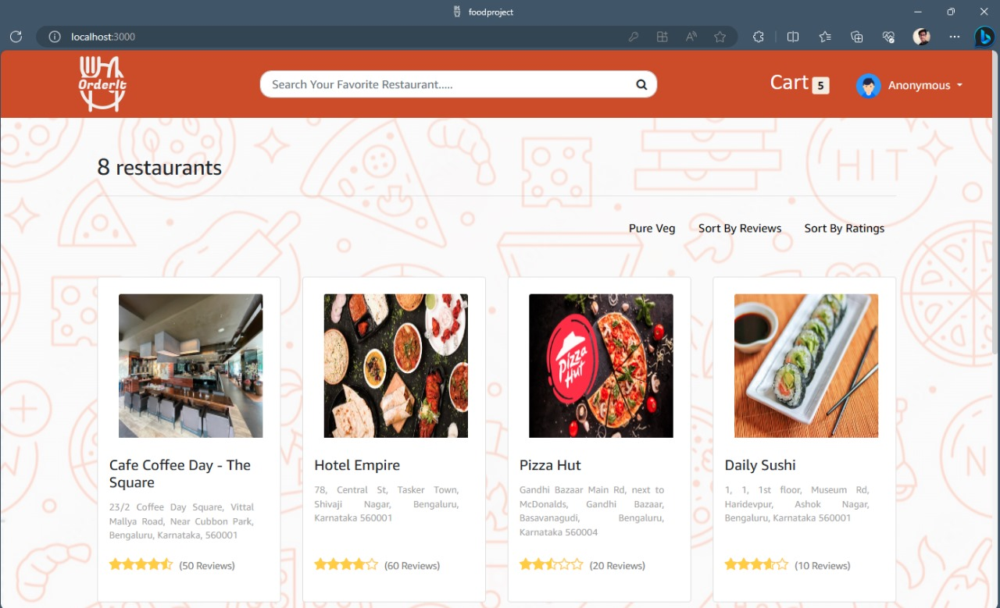 foodproject
localhost:3000
OrderIt
Search Your Favorite Restaurant.....
Cart 5
Anonymous
8 restaurants
HIT
Pure Veg Sort By Reviews Sort By Ratings
Pizza
Hut
Cafe Coffee Day - The
Square
23/2 Coffee Day Square, Vittal
Mallya Road, Near Cubbon Park,
Bengaluru, Karnataka, 560001
(50 Reviews)
Hotel Empire
78, Central St, Tasker Town,
Shivaji Nagar, Bengaluru,
Karnataka 560001
(60 Reviews)
Pizza Hut
Gandhi Bazaar Main Rd, next to
McDonalds, Gandhi Bazaar,
Basavanagudi, Bengaluru,
Karnataka 560004
(20 Reviews)
Daily Sushi
1, 1, 1st floor, Museum Rd,
Haridevpur, Ashok Nagar,
Bengaluru, Karnataka 560001
(10 Reviews)